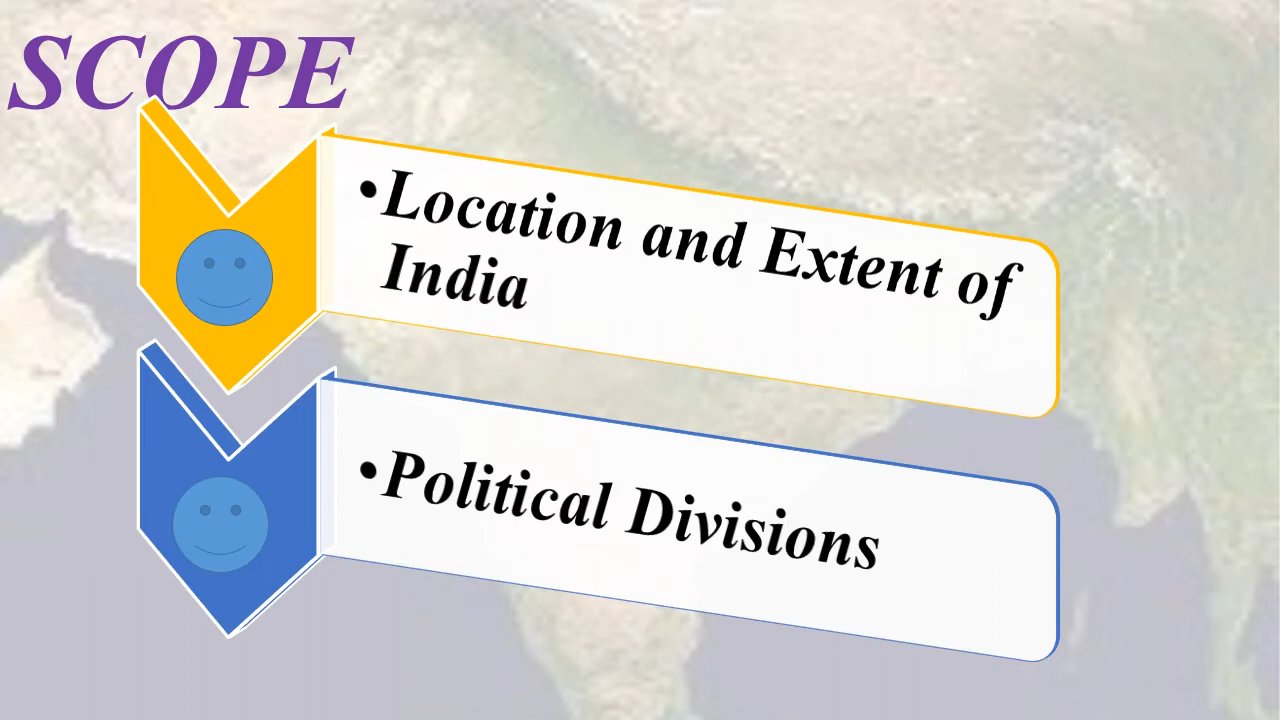 SCOPE
•Location and Extent of
India
•Political Divisions